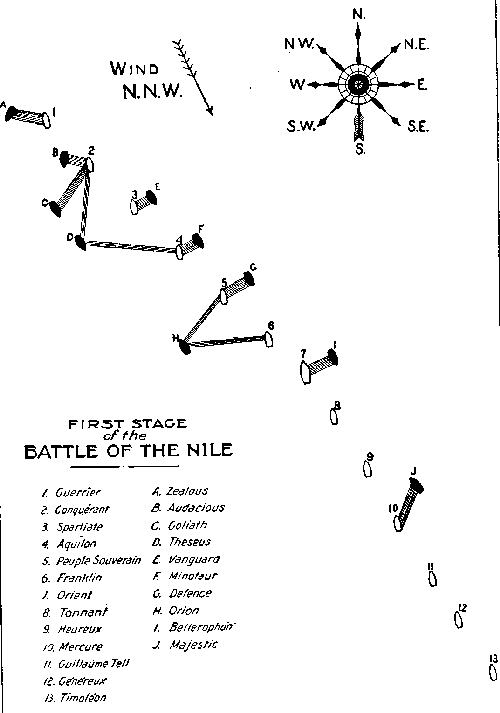 N.
N.W. N.E.
W E.
S.W. S.E.
S.
WIND
N.N.W.
A 1
B 2
C
3 E
D 4 F
5 G
H 6
7 I
8
9
J
10
11
12
13
FIRST STAGE
of the
BATTLE OF THE NILE
1. Guerrier
2. Conquérant
3. Spartiate
4. Aquilon
5. Peuple Souverain
6. Franklin
J. Orient
8. Tonnant
9. Heureux
10. Mercure
11. Guillaume Tell
12. Généreux
13. Timoléon
A. Zealous
B. Audacious
C. Goliath
D. Theseus
E. Vanguard
F. Minotaur
G. Defence
H. Orion
I. Bellerophon
J. Majestic